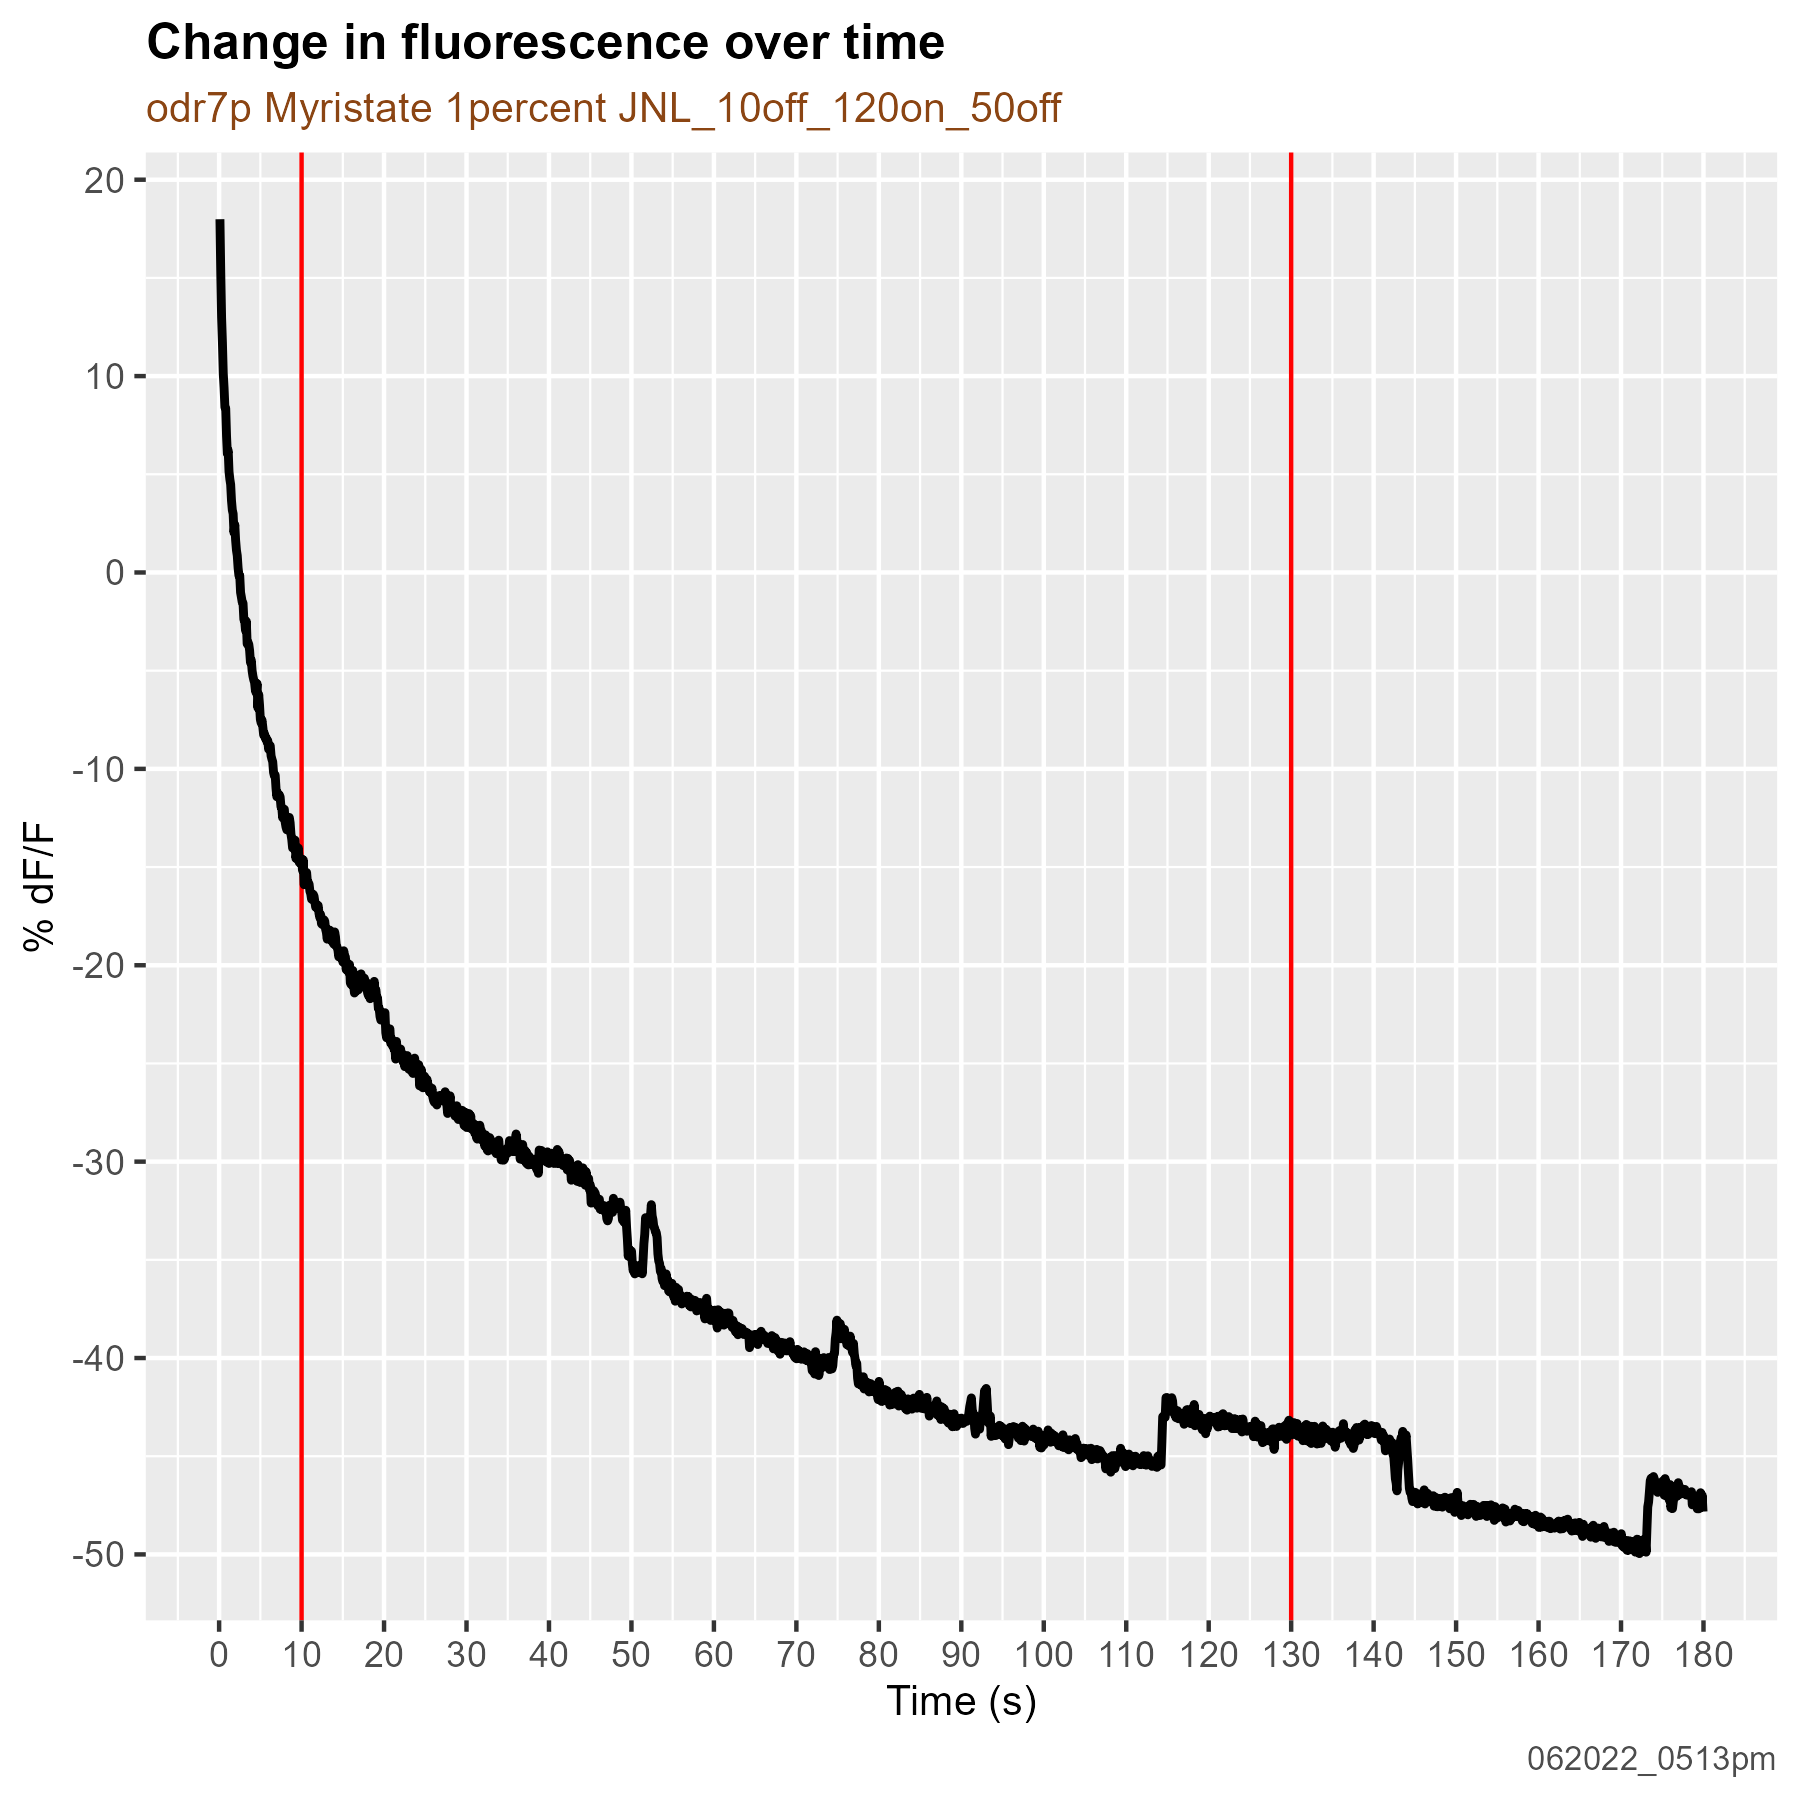 Change in fluorescence over time
odr7p Myristate 1percent JNL_10off_120on_50off
% dF/F
20
10
0
-10
-20
-30
-40
-50
0 10 20 30 40 50 60 70 80 90 100 110 120 130 140 150 160 170 180
Time (s)
062022_0513pm